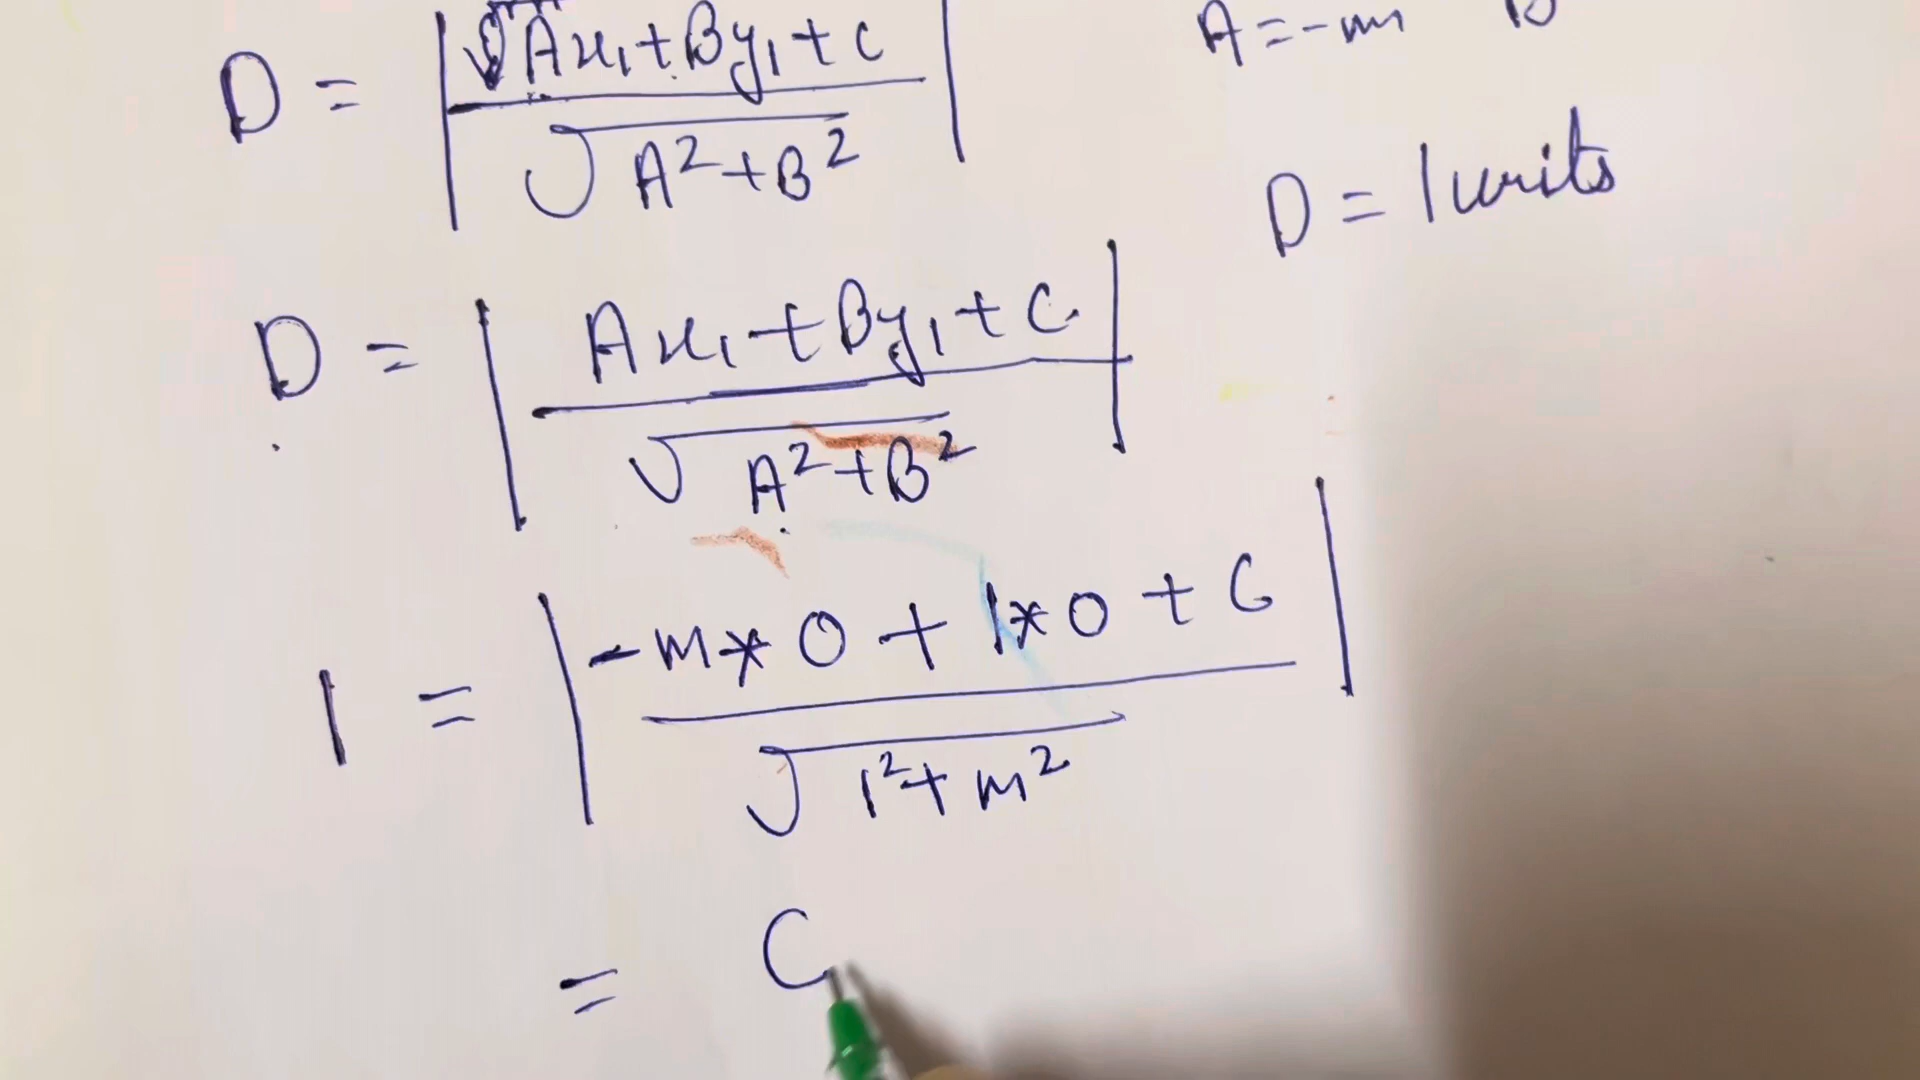 D = | Ax₁ + By₁ + C / √A² + B² |
A = -m B
D = 1 units
D = | Ax₁ + By₁ + C / √A² + B² |
1 = | -m * 0 + 1 * 0 + C / √1² + m² |
= C